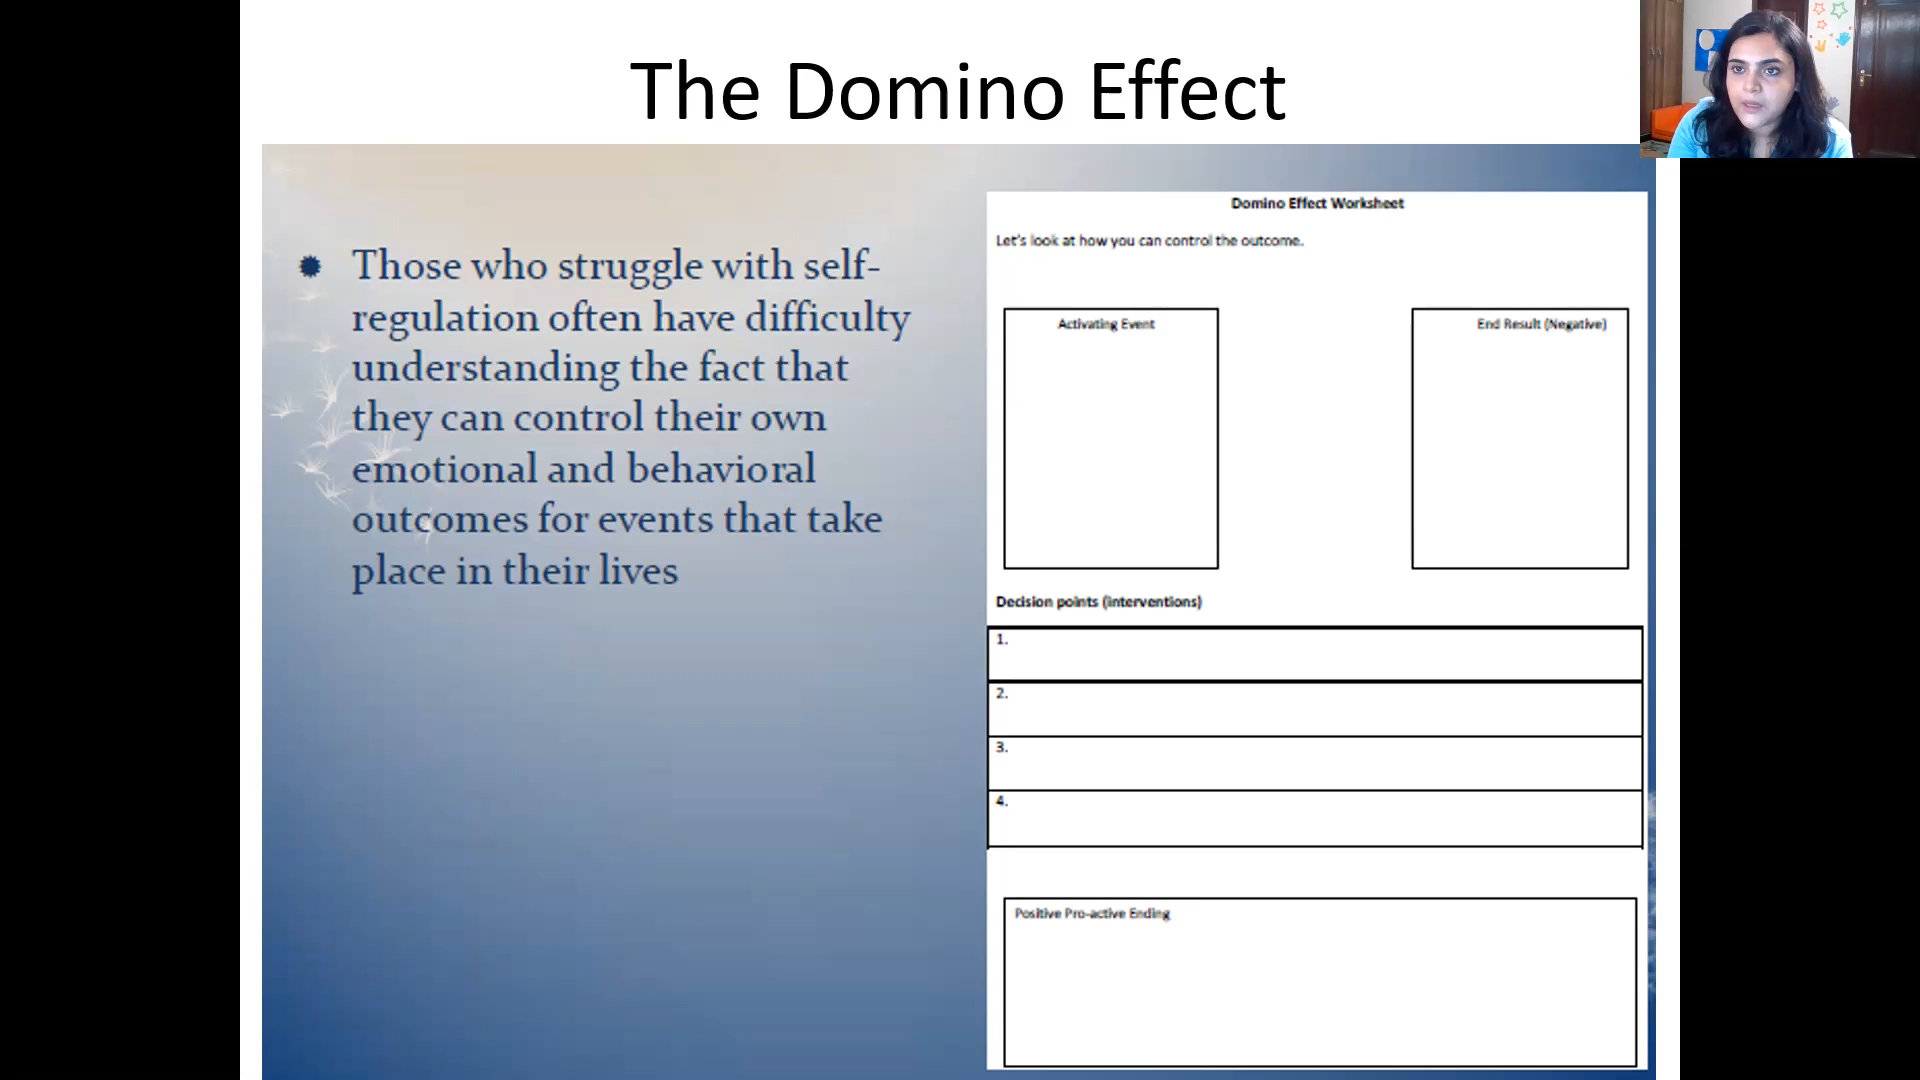 The Domino Effect
Those who struggle with self-
regulation often have difficulty
understanding the fact that
they can control their own
emotional and behavioral
outcomes for events that take
place in their lives
Domino Effect Worksheet
Let's look at how you can control the outcome.
Activating Event
End Result (Negative)
Decision points (interventions)
1.
2.
3.
4.
Positive Pro-active Ending